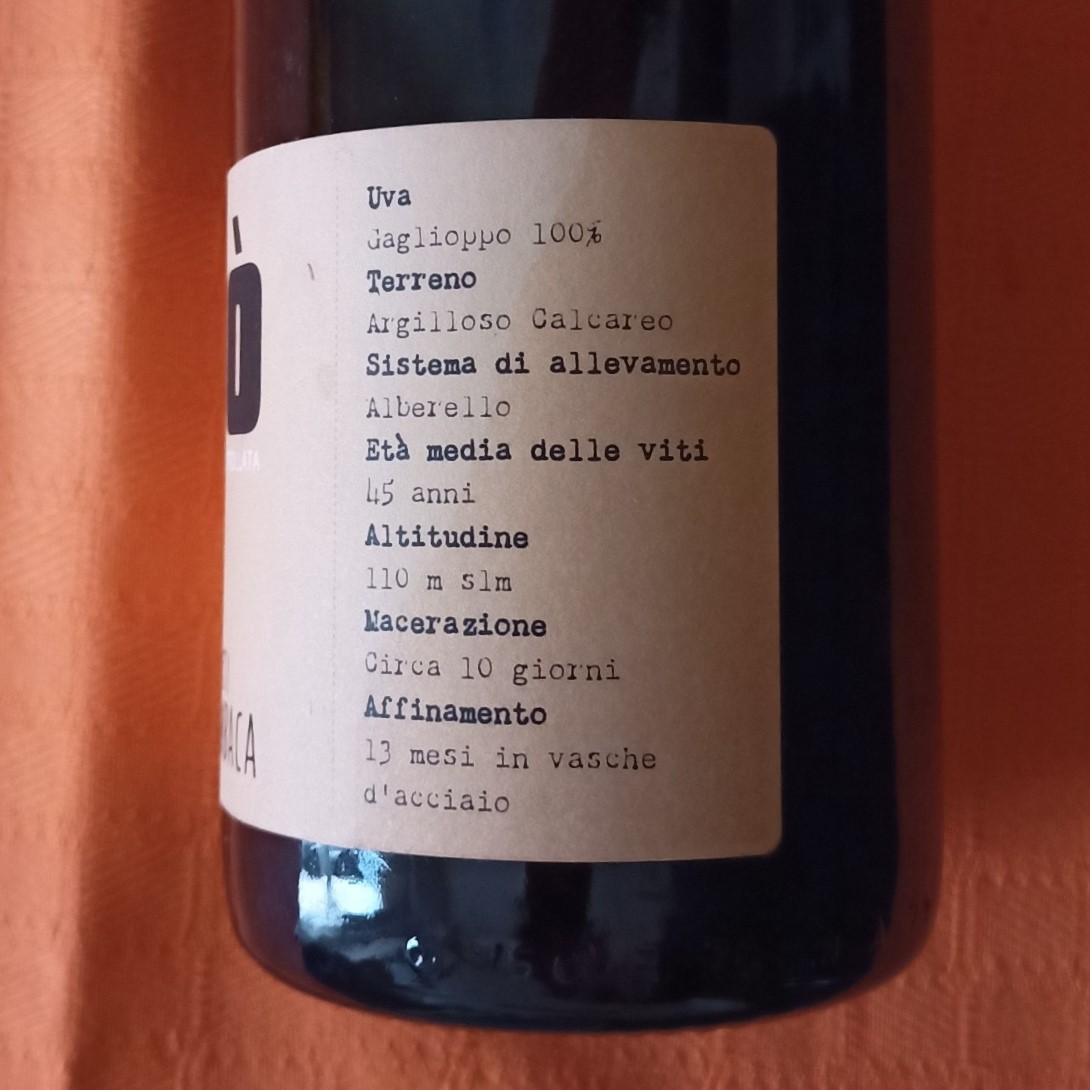 Ò
Uva
Gaglioppo 100%
Terreno
Argilloso Calcareo
Sistema di allevamento
Alberello
Età media delle viti
45 anni
Altitudine
110 m slm
Macerazione
Circa 10 giorni
Affinamento
13 mesi in vasche
d'acciaio